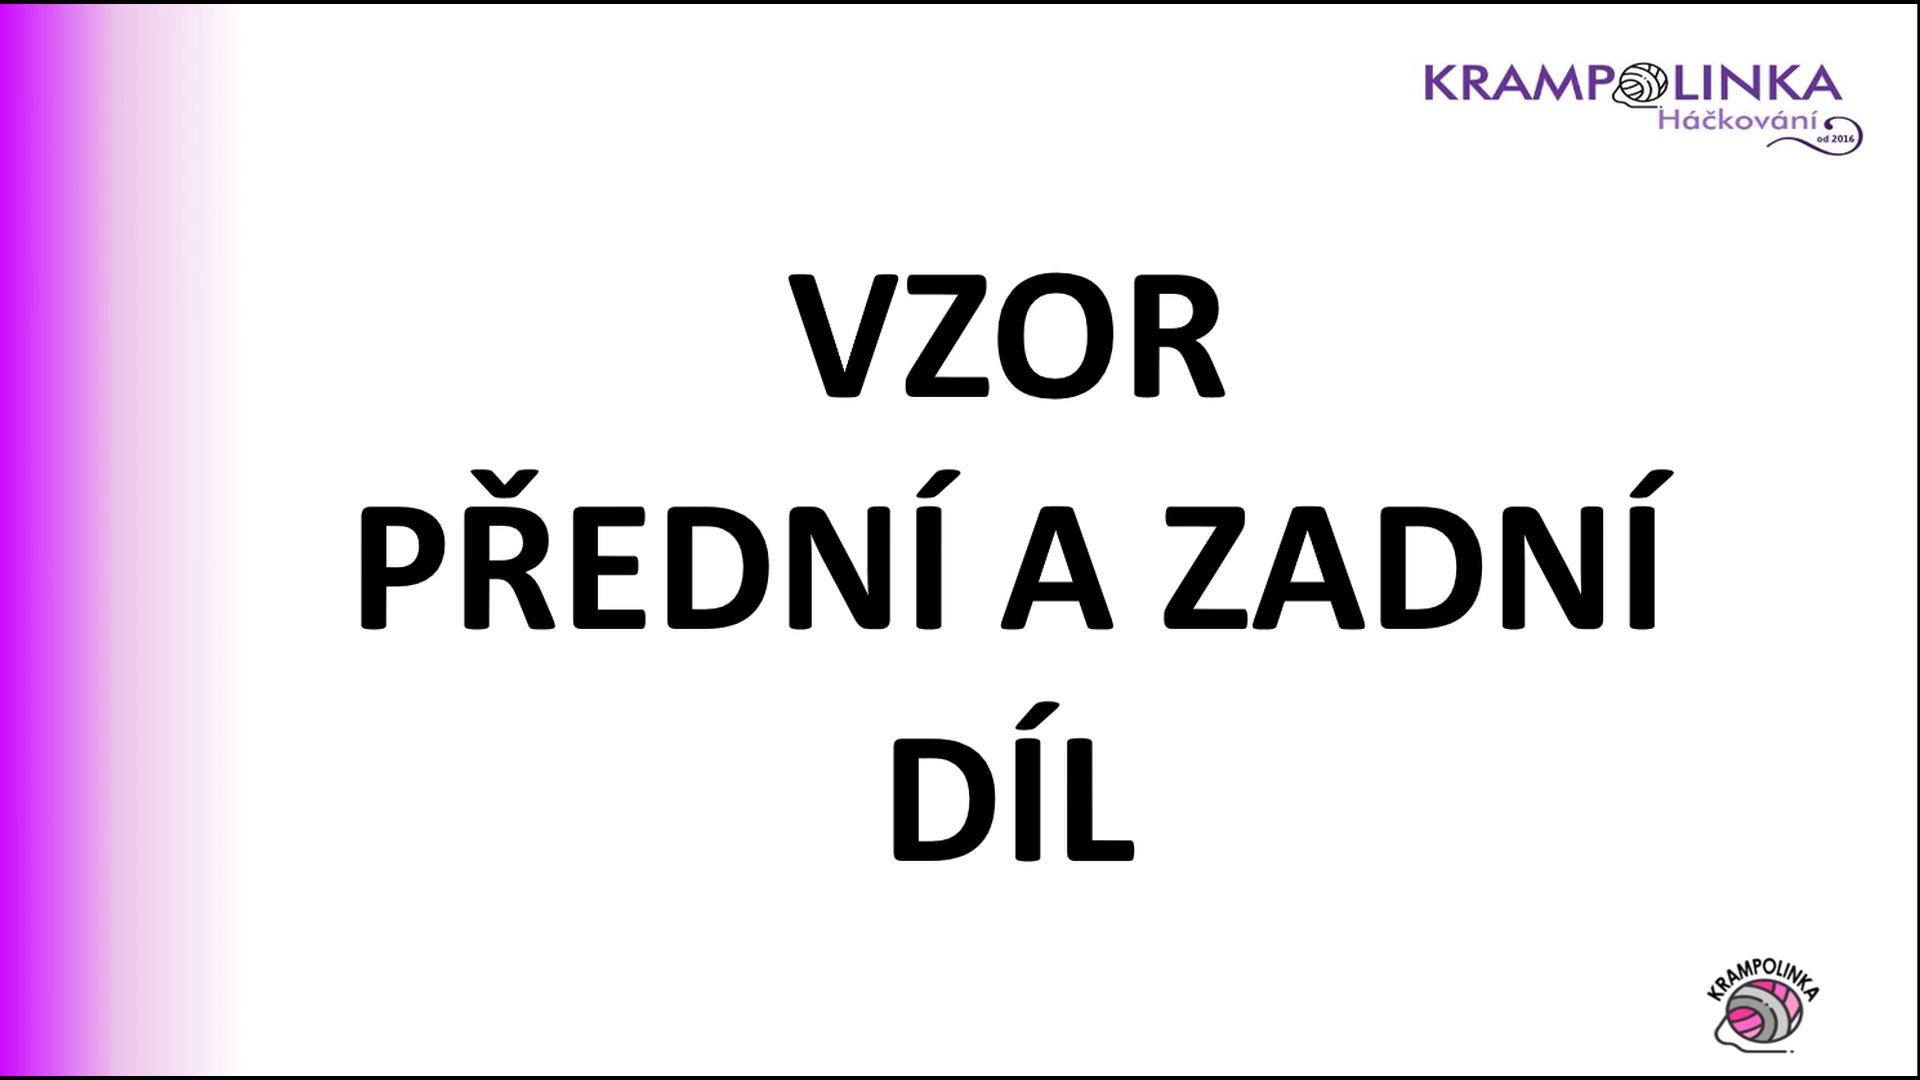 KRAMPOLINKA
Háčkování
od 2016
VZOR
PŘEDNÍ A ZADNÍ
DÍL
KRAMPOLINKA